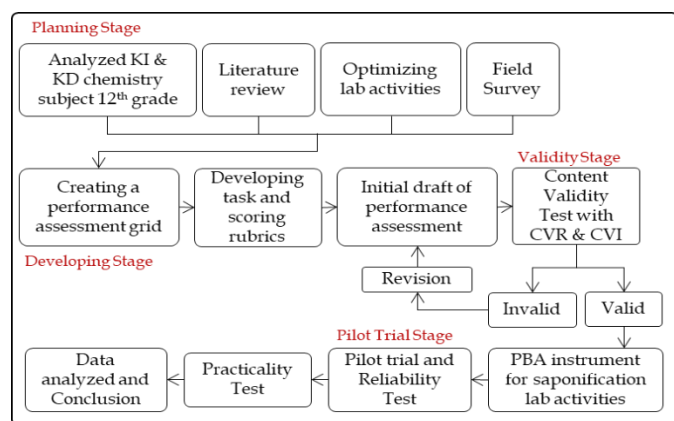 Planning Stage
Analyzed KI &
KD chemistry
subject 12th grade
Literature
review
Optimizing
lab activities
Field
Survey
Validity Stage
Creating a
performance
assessment grid
Developing
task and
scoring
rubrics
Initial draft of
performance
assessment
Content
Validity
Test with
CVR & CVI
Developing Stage
Revision
Invalid
Valid
Pilot Trial Stage
Data
analyzed and
Conclusion
Practicality
Test
Pilot trial and
Reliability
Test
PBA instrument
for saponification
lab activities